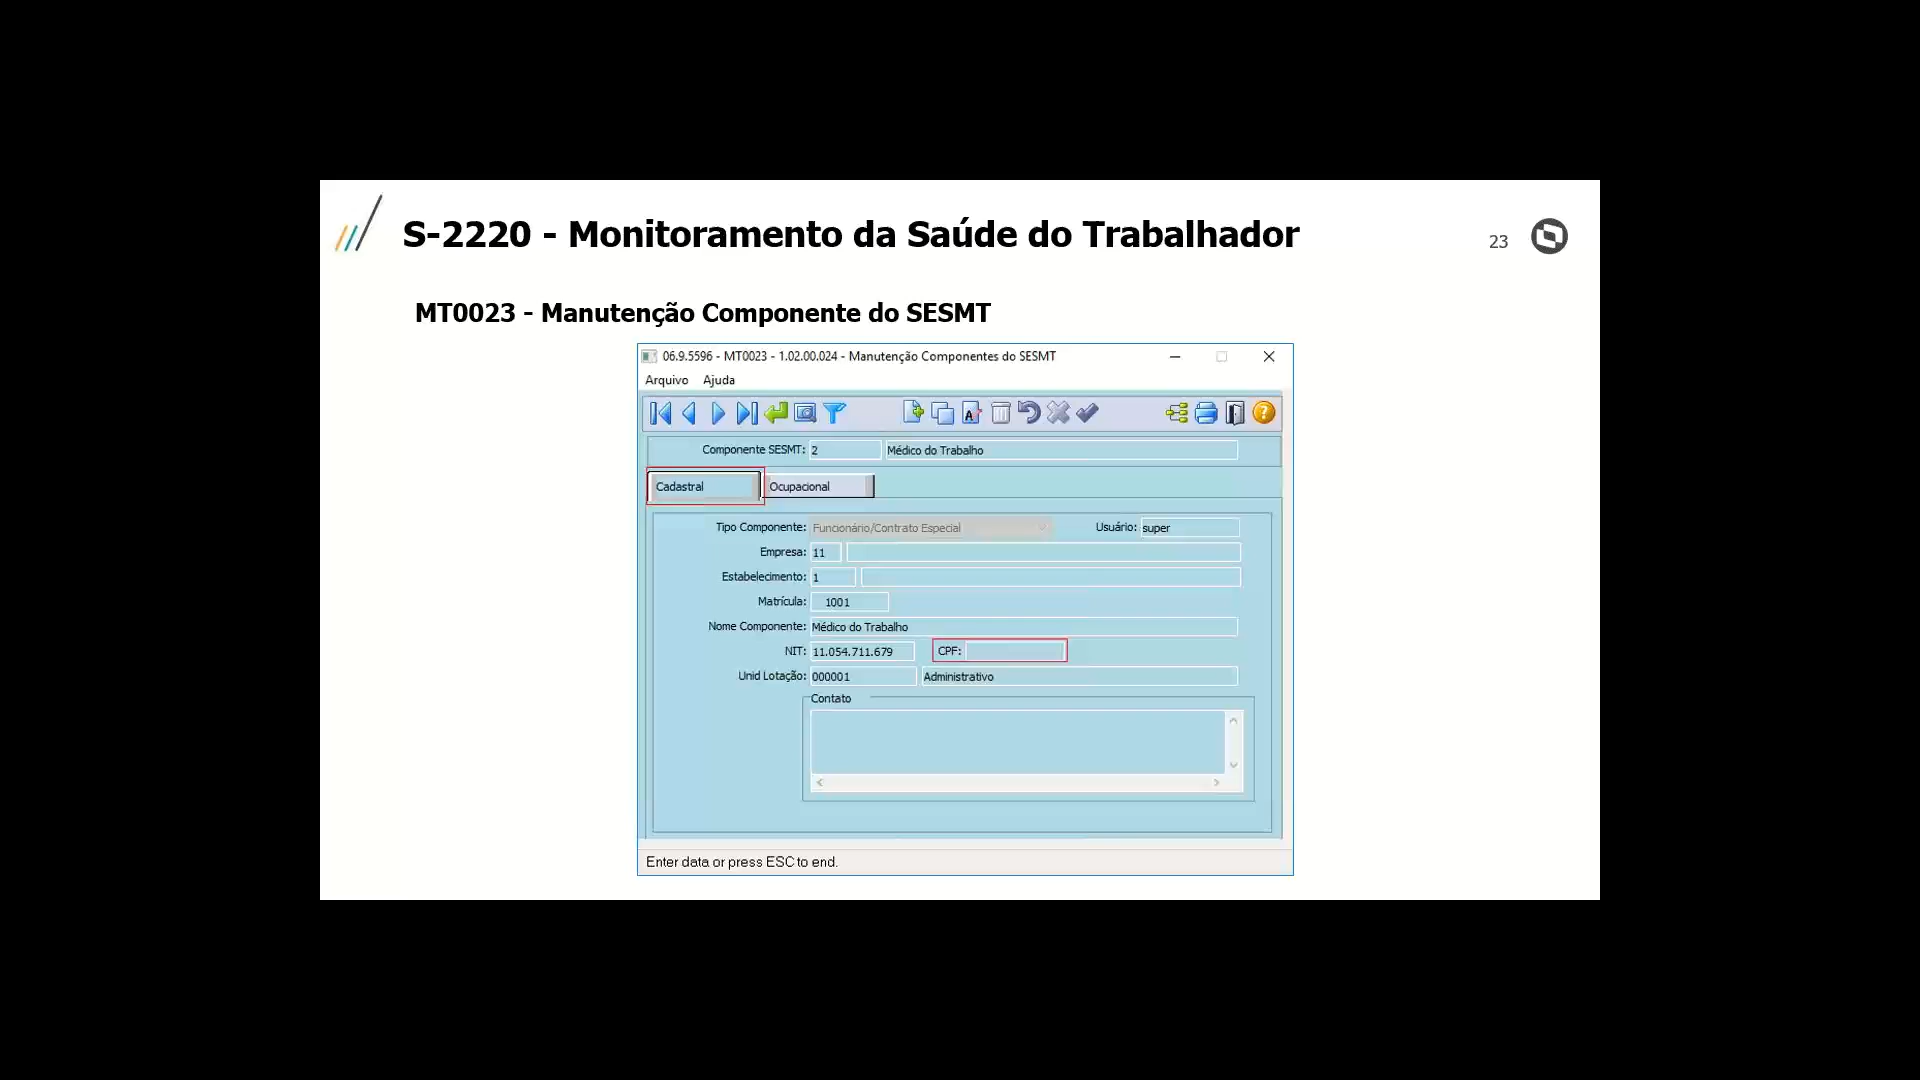 S-2220 - Monitoramento da Saúde do Trabalhador
23
MT0023 - Manutenção Componente do SESMT
06.9.5596 - MT0023 - 1.02.00.024 - Manutenção Componentes do SESMT
Arquivo Ajuda
Componente SESMT: 2 Médico do Trabalho
Cadastral Ocupacional
Tipo Componente: Funcionário/Contrato Especial Usuário: super
Empresa: 11
Estabelecimento: 1
Matrícula: 1001
Nome Componente: Médico do Trabalho
NIT: 11.054.711.679 CPF:
Unid Lotação: 000001 Administrativo
Contato
Enter data or press ESC to end.